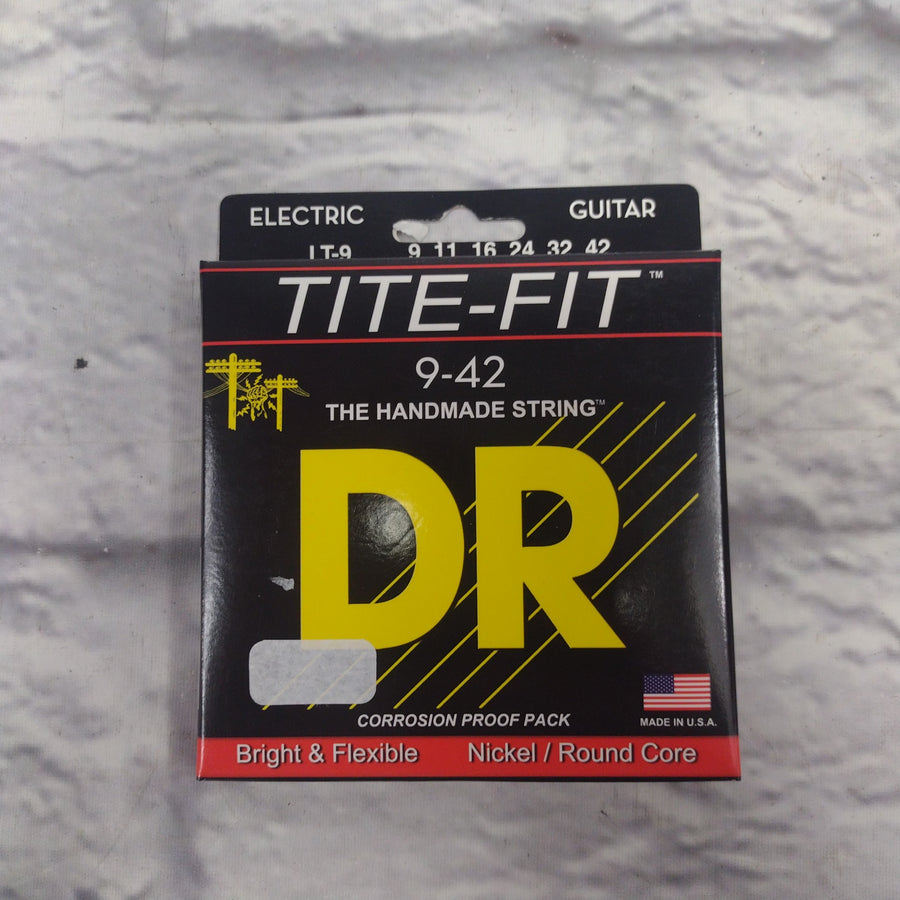 ELECTRIC GUITAR
LT-9 9 11 16 24 32 42
TITE-FIT™
9-42
THE HANDMADE STRING™
DR
CORROSION PROOF PACK
MADE IN U.S.A.
Bright & Flexible Nickel / Round Core